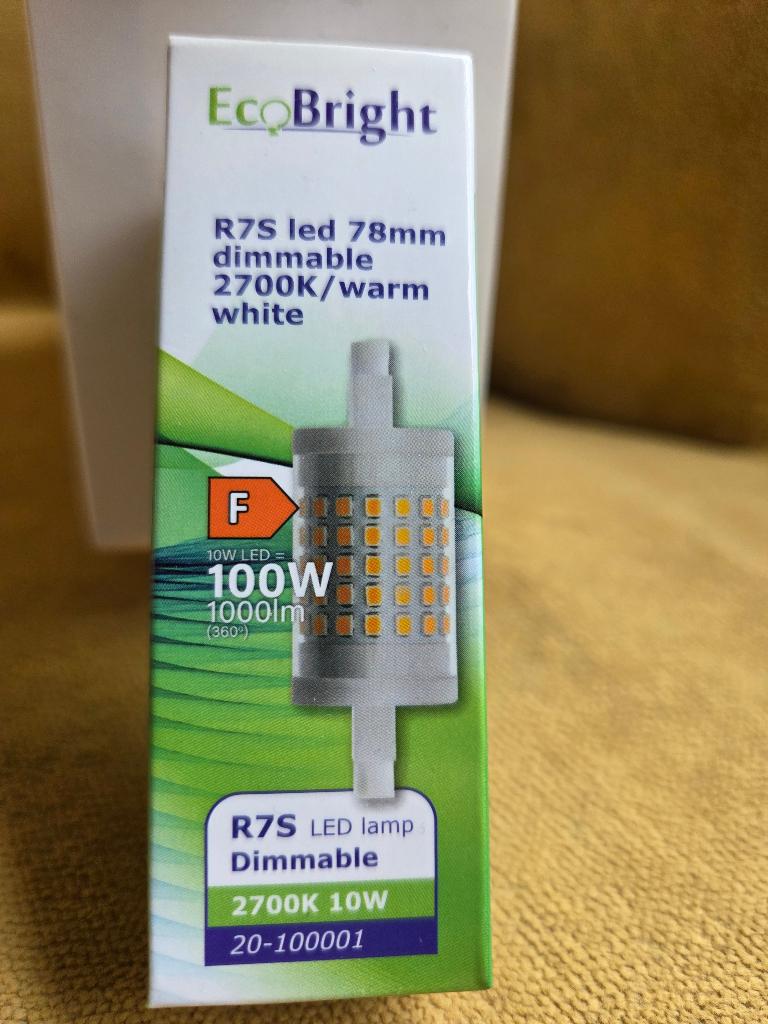 EcoBright
R7S led 78mm
dimmable
2700K/warm
white
F
10W LED =
100W
1000lm
(360°)
R7S LED lamp
Dimmable
2700K 10W
20-100001